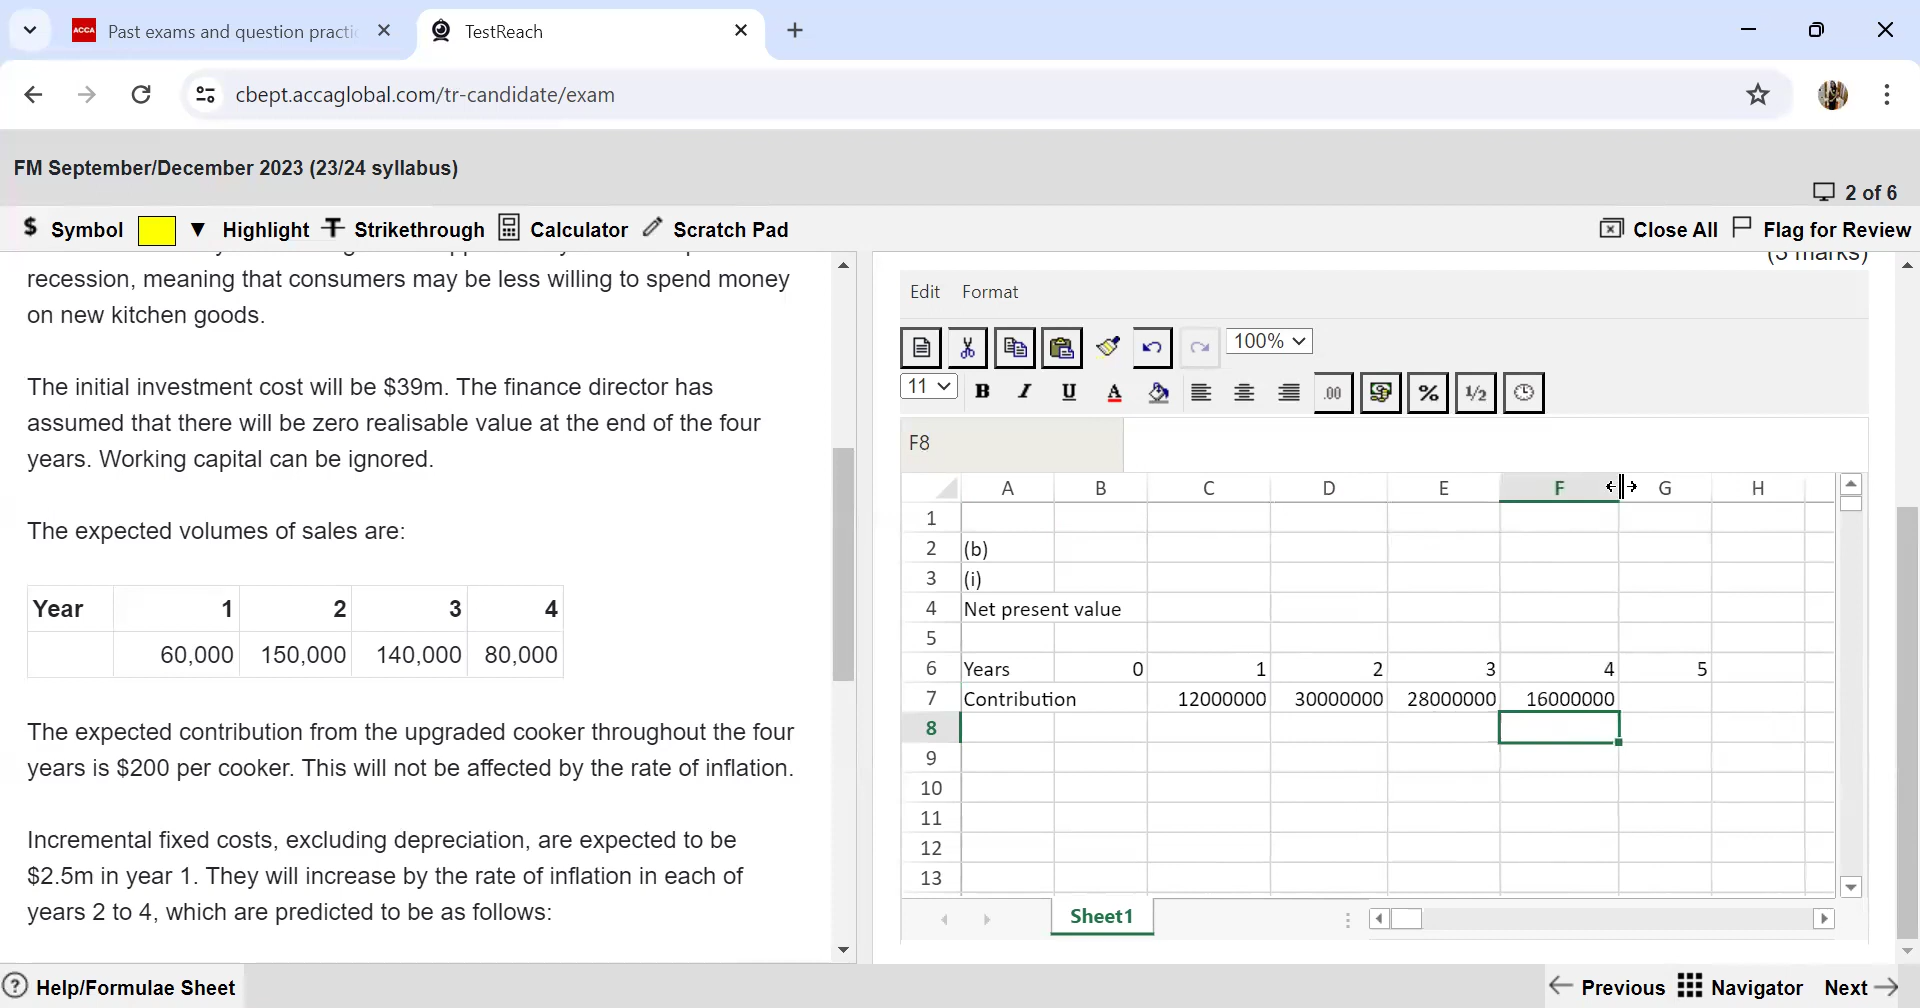 ACCA Past exams and question practi
TestReach
cbept.accaglobal.com/tr-candidate/exam
FM September/December 2023 (23/24 syllabus)
2 of 6
$ Symbol ▼ Highlight T Strikethrough Calculator Scratch Pad Close All Flag for Review
recession, meaning that consumers may be less willing to spend money
on new kitchen goods.
The initial investment cost will be $39m. The finance director has
assumed that there will be zero realisable value at the end of the four
years. Working capital can be ignored.
The expected volumes of sales are:
Year 1 2 3 4
60,000 150,000 140,000 80,000
The expected contribution from the upgraded cooker throughout the four
years is $200 per cooker. This will not be affected by the rate of inflation.
Incremental fixed costs, excluding depreciation, are expected to be
$2.5m in year 1. They will increase by the rate of inflation in each of
years 2 to 4, which are predicted to be as follows:
Edit Format
100%
11 B I U A .00 % 1/2
F8
A B C D E F G H
1
2 (b)
3 (i)
4 Net present value
5
6 Years 0 1 2 3 4 5
7 Contribution 12000000 30000000 28000000 16000000
8
9
10
11
12
13
Sheet1
? Help/Formulae Sheet
Previous Navigator Next